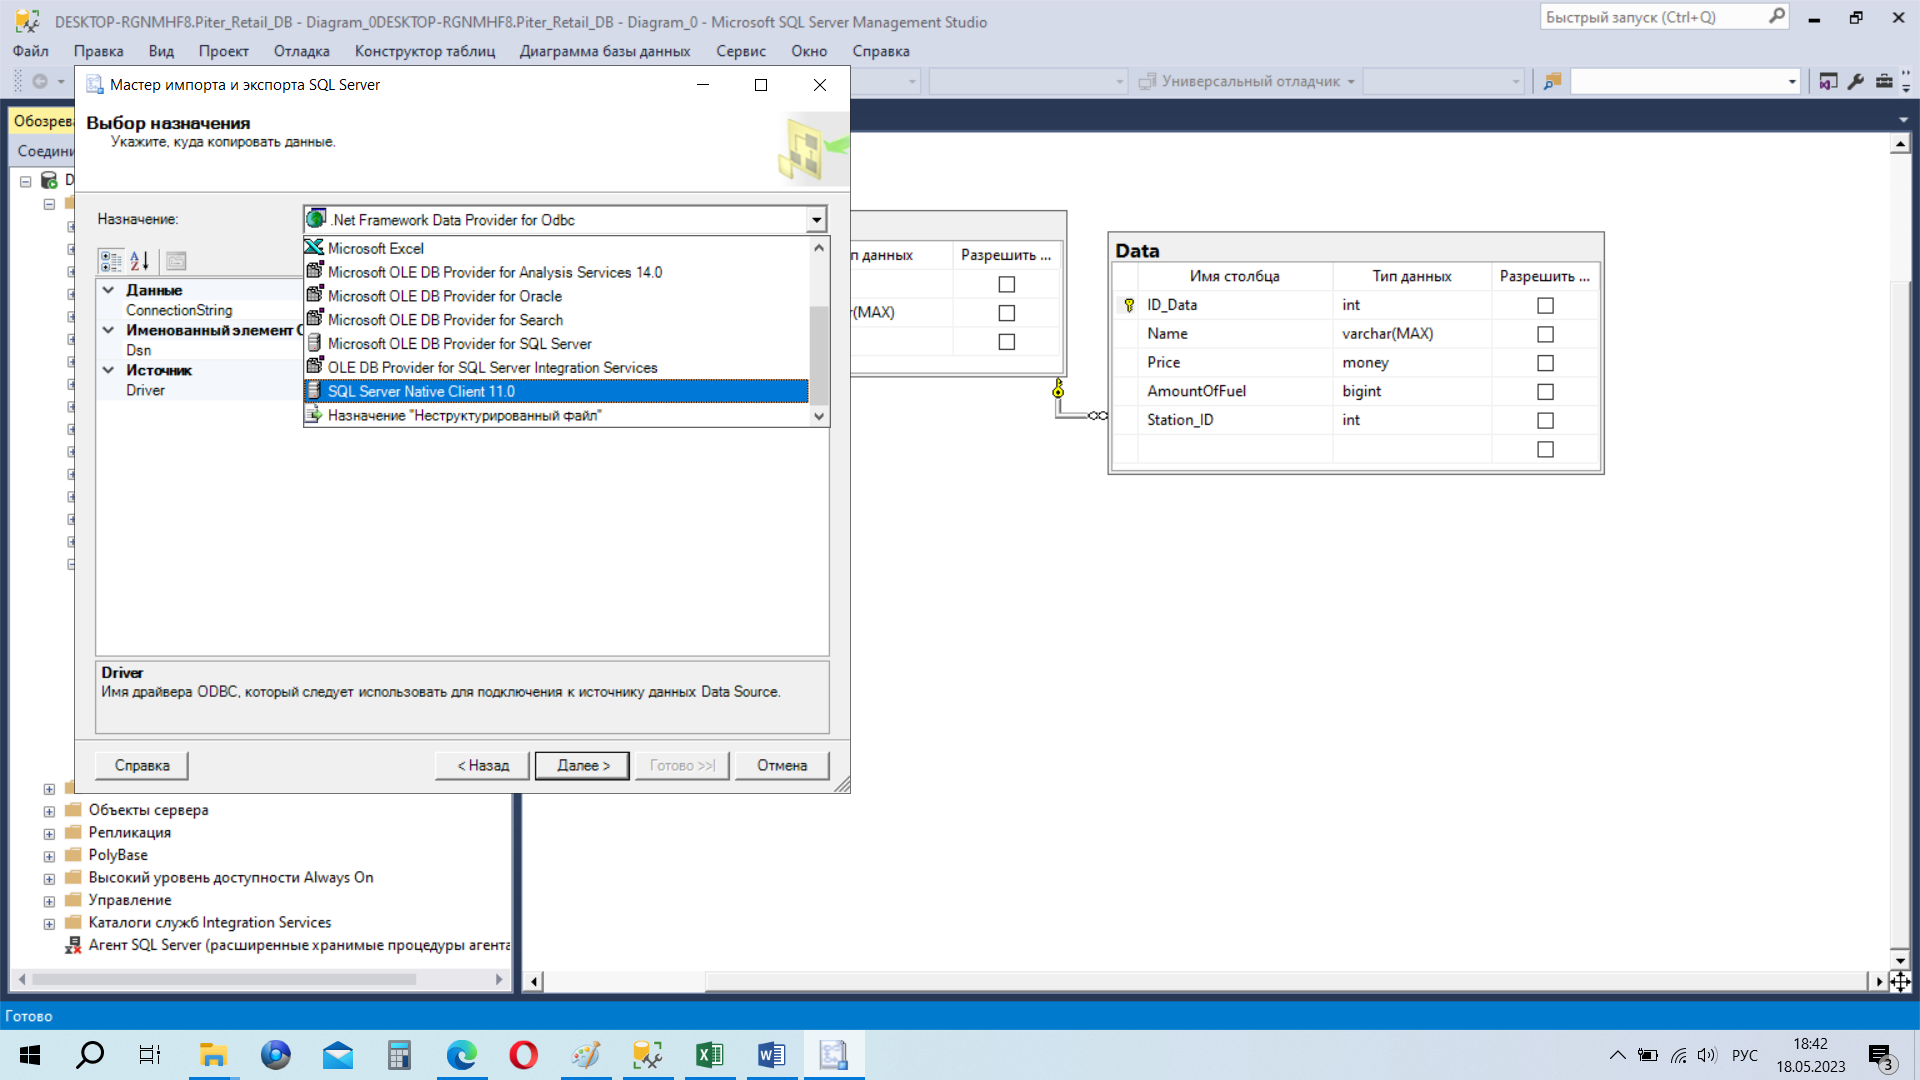 DESKTOP-RGNMHF8.Piter_Retail_DB - Diagram_0DESKTOP-RGNMHF8.Piter_Retail_DB - Diagram_0 - Microsoft SQL Server Management Studio
Быстрый запуск (Ctrl+Q)
Файл Правка Вид Проект Отладка Конструктор таблиц Диаграмма базы данных Сервис Окно Справка
Универсальный отладчик
Мастер импорта и экспорта SQL Server
Выбор назначения
Укажите, куда копировать данные.
Назначение:
.Net Framework Data Provider for Odbc
Microsoft Excel
Microsoft OLE DB Provider for Analysis Services 14.0
Microsoft OLE DB Provider for Oracle
Microsoft OLE DB Provider for Search
Microsoft OLE DB Provider for SQL Server
OLE DB Provider for SQL Server Integration Services
SQL Server Native Client 11.0
Назначение "Неструктурированный файл"
Данные
ConnectionString
Именованный элемент С
Dsn
Источник
Driver
Driver
Имя драйвера ODBC, который следует использовать для подключения к источнику данных Data Source.
Справка
< Назад
Далее >
Готово >>|
Отмена
Обозрев
Соедини
D
Объекты сервера
Репликация
PolyBase
Высокий уровень доступности Always On
Управление
Каталоги служб Integration Services
Агент SQL Server (расширенные хранимые процедуры агента
п данных Разрешить ...
r(MAX)
Data
Имя столбца Тип данных Разрешить ...
ID_Data int
Name varchar(MAX)
Price money
AmountOfFuel bigint
Station_ID int
Готово
РУС
18:42
18.05.2023
3